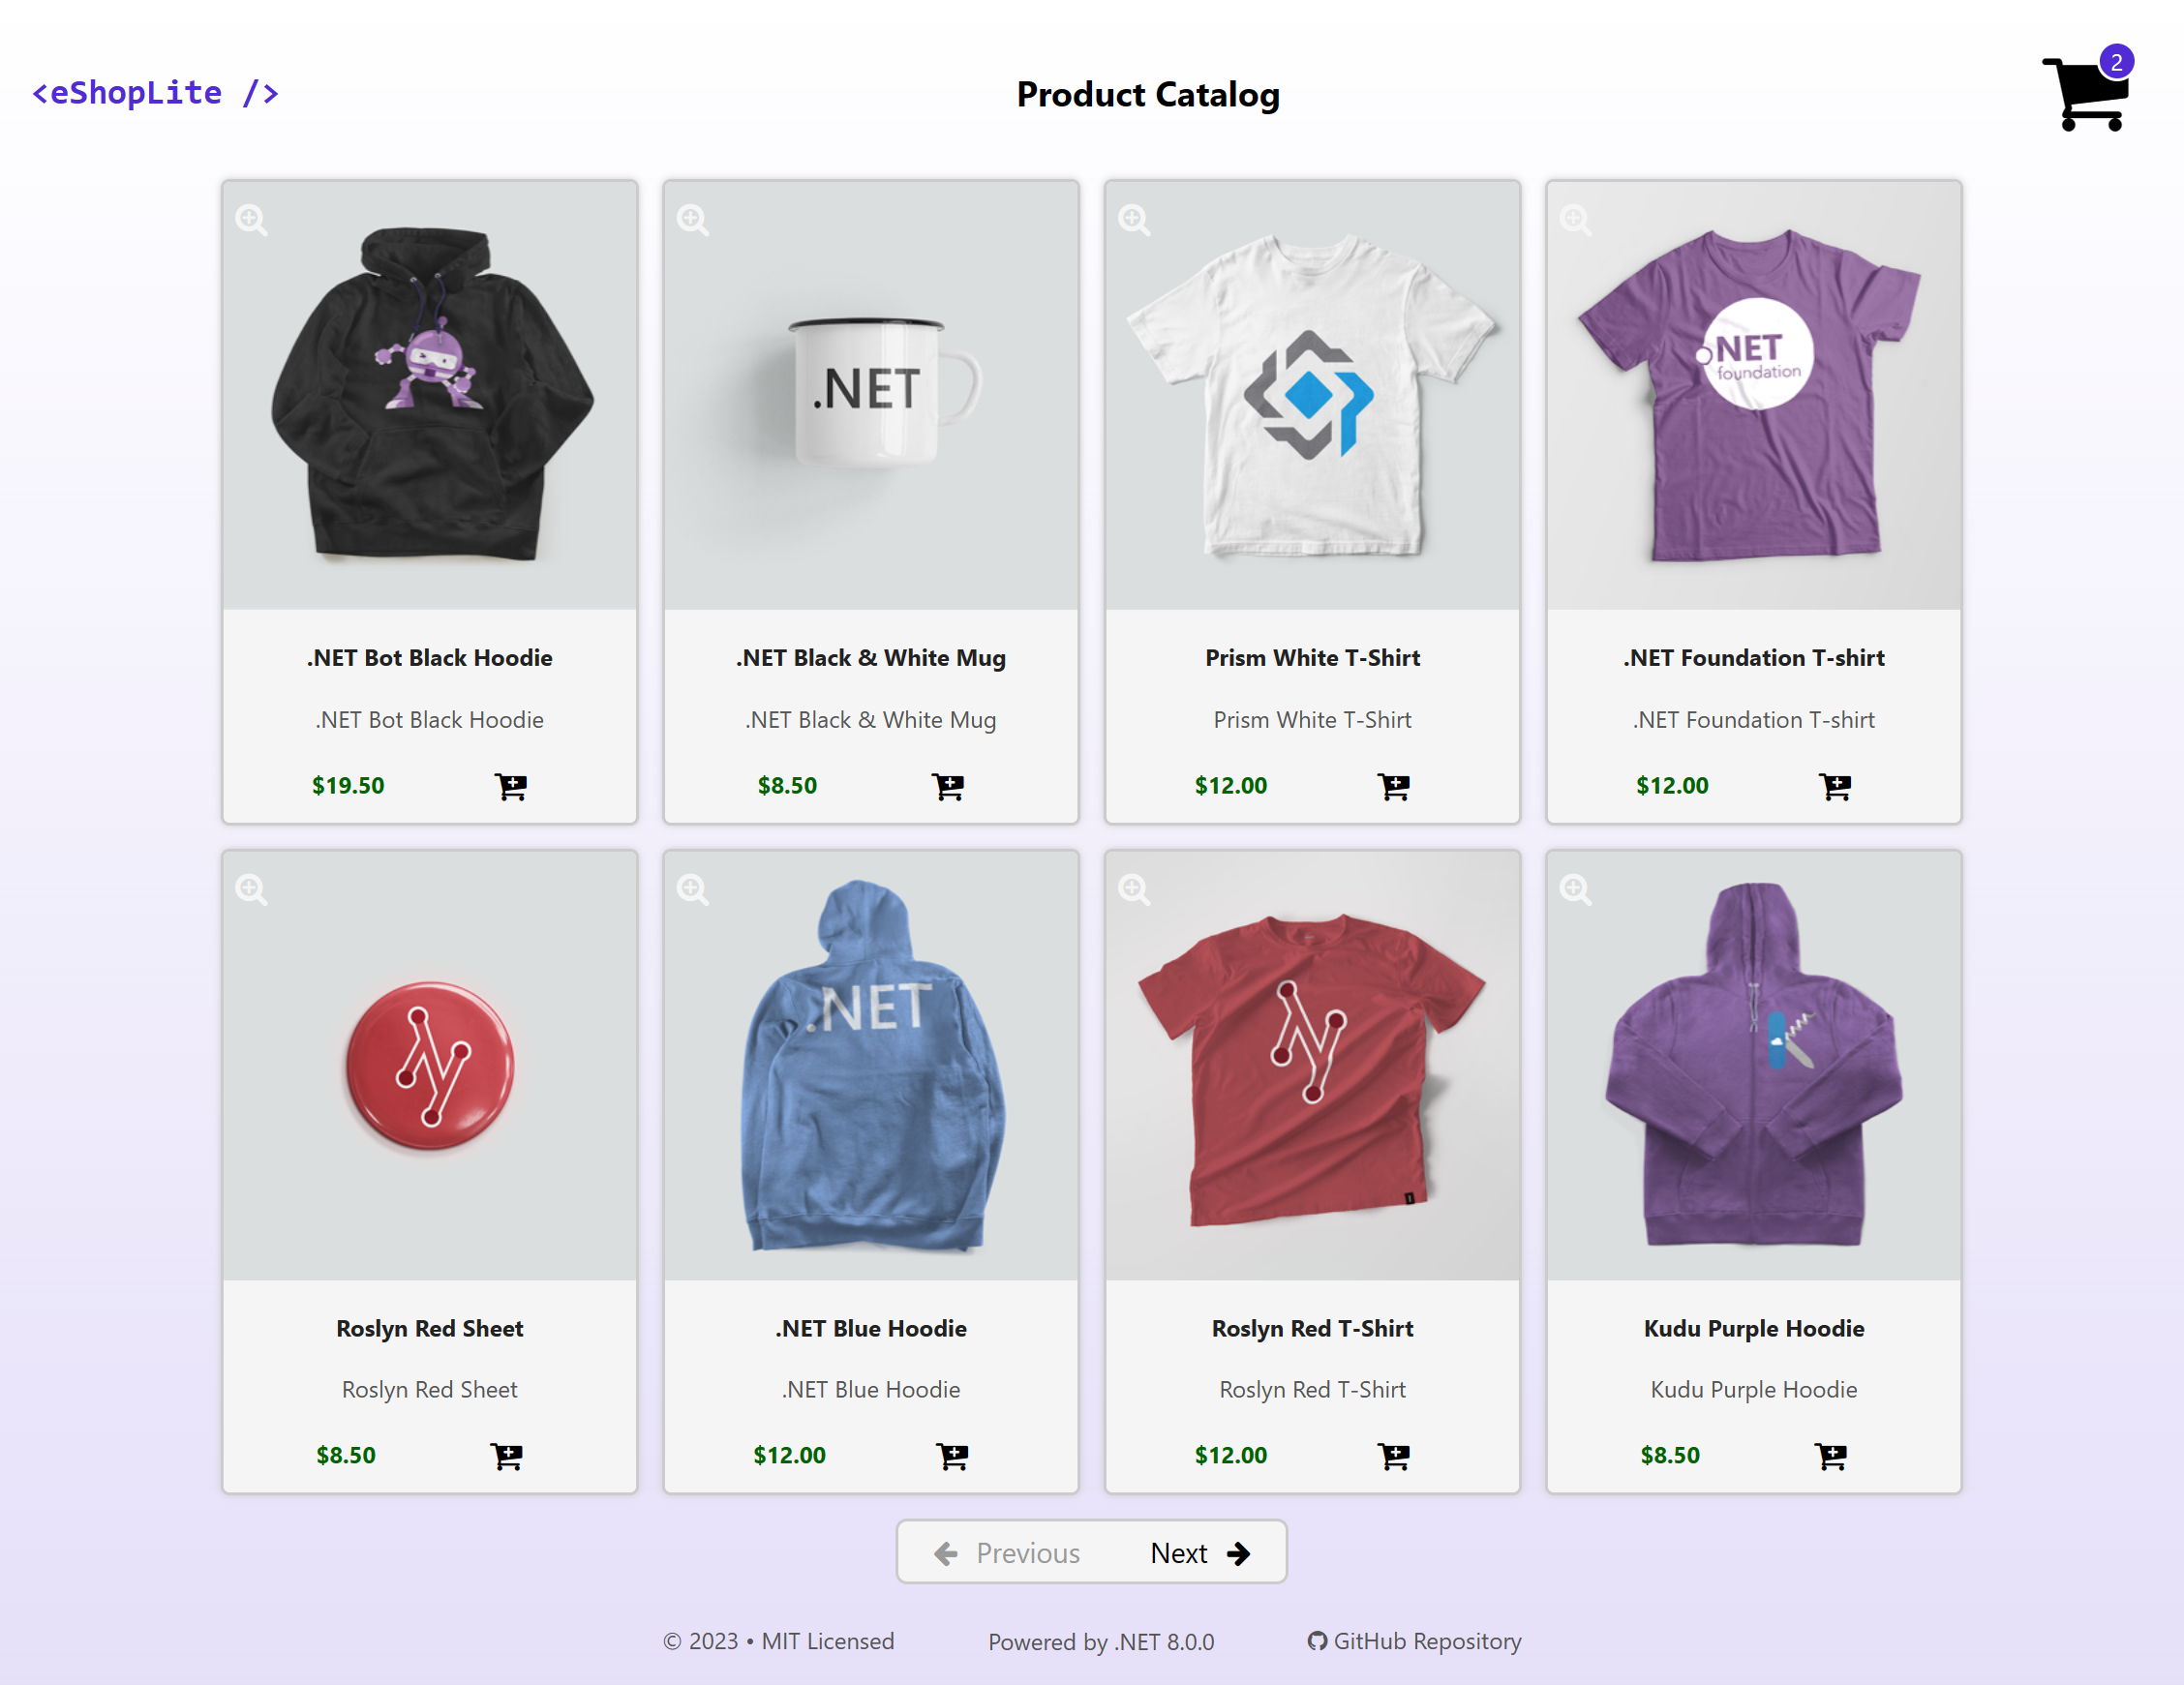 <eShopLite />
Product Catalog
2
.NET
.NET
foundation
.NET Bot Black Hoodie
.NET Bot Black Hoodie
$19.50
.NET Black & White Mug
.NET Black & White Mug
$8.50
Prism White T-Shirt
Prism White T-Shirt
$12.00
.NET Foundation T-shirt
.NET Foundation T-shirt
$12.00
.NET
Roslyn Red Sheet
Roslyn Red Sheet
$8.50
.NET Blue Hoodie
.NET Blue Hoodie
$12.00
Roslyn Red T-Shirt
Roslyn Red T-Shirt
$12.00
Kudu Purple Hoodie
Kudu Purple Hoodie
$8.50
Previous
Next
© 2023 • MIT Licensed
Powered by .NET 8.0.0
GitHub Repository